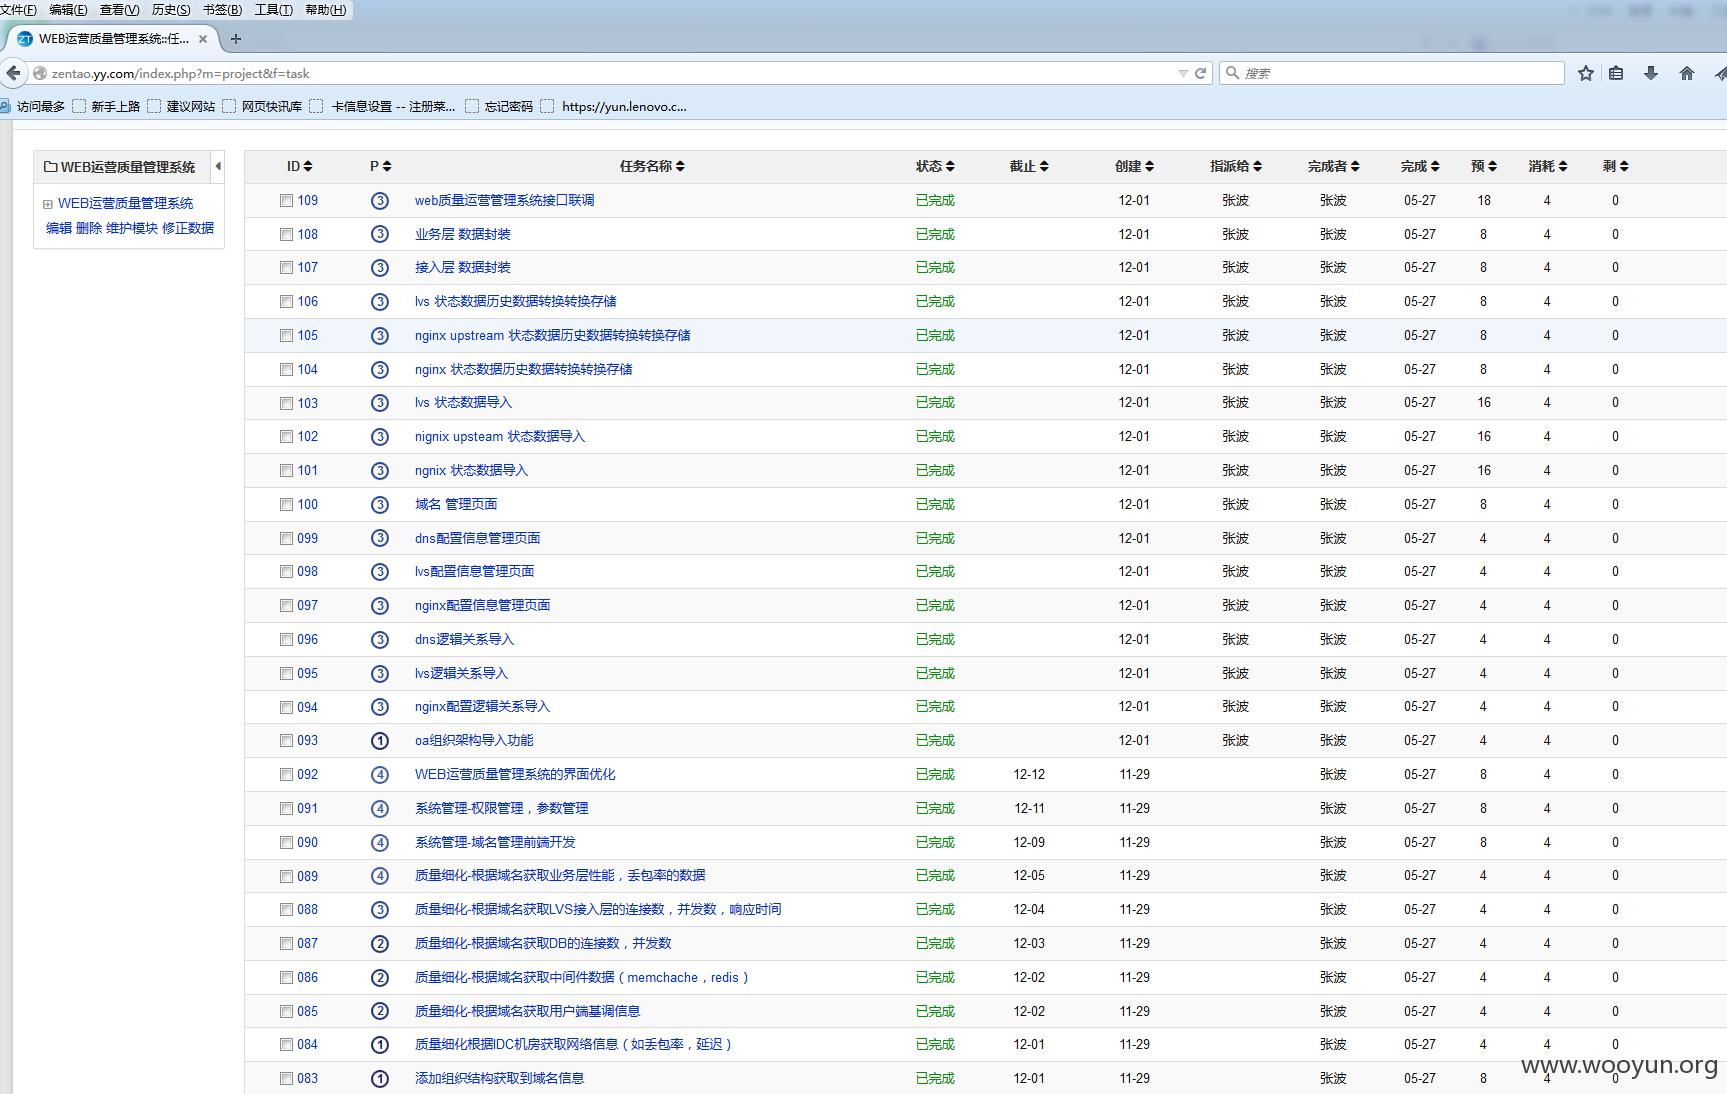 文件(F) 编辑(E) 查看(V) 历史(S) 书签(B) 工具(T) 帮助(H)
WEB运营质量管理系统::任...
zentao.yy.com/index.php?m=project&f=task 搜索
访问最多 新手上路 建议网站 网页快讯库 卡信息设置 -- 注册菜... 忘记密码 https://yun.lenovo.c...
WEB运营质量管理系统
WEB运营质量管理系统
编辑 删除 维护模块 修正数据
ID P 任务名称 状态 截止 创建 指派给 完成者 完成 预 消耗 剩
109 3 web质量运营管理系统接口联调 已完成 12-01 张波 张波 05-27 18 4 0
108 3 业务层 数据封装 已完成 12-01 张波 张波 05-27 8 4 0
107 3 接入层 数据封装 已完成 12-01 张波 张波 05-27 8 4 0
106 3 lvs 状态数据历史数据转换转换存储 已完成 12-01 张波 张波 05-27 8 4 0
105 3 nginx upstream 状态数据历史数据转换转换存储 已完成 12-01 张波 张波 05-27 8 4 0
104 3 nginx 状态数据历史数据转换转换存储 已完成 12-01 张波 张波 05-27 8 4 0
103 3 lvs 状态数据导入 已完成 12-01 张波 张波 05-27 16 4 0
102 3 nignix upsteam 状态数据导入 已完成 12-01 张波 张波 05-27 16 4 0
101 3 ngnix 状态数据导入 已完成 12-01 张波 张波 05-27 16 4 0
100 3 域名 管理页面 已完成 12-01 张波 张波 05-27 8 4 0
099 3 dns配置信息管理页面 已完成 12-01 张波 张波 05-27 4 4 0
098 3 lvs配置信息管理页面 已完成 12-01 张波 张波 05-27 4 4 0
097 3 nginx配置信息管理页面 已完成 12-01 张波 张波 05-27 4 4 0
096 3 dns逻辑关系导入 已完成 12-01 张波 张波 05-27 4 4 0
095 3 lvs逻辑关系导入 已完成 12-01 张波 张波 05-27 4 4 0
094 3 nginx配置逻辑关系导入 已完成 12-01 张波 张波 05-27 4 4 0
093 1 oa组织架构导入功能 已完成 12-01 张波 张波 05-27 4 4 0
092 4 WEB运营质量管理系统的界面优化 已完成 12-12 11-29 张波 05-27 8 4 0
091 4 系统管理-权限管理，参数管理 已完成 12-11 11-29 张波 05-27 8 4 0
090 4 系统管理-域名管理前端开发 已完成 12-09 11-29 张波 05-27 8 4 0
089 4 质量细化-根据域名获取业务层性能，丢包率的数据 已完成 12-05 11-29 张波 05-27 4 4 0
088 3 质量细化-根据域名获取LVS接入层的连接数，并发数，响应时间 已完成 12-04 11-29 张波 05-27 4 4 0
087 2 质量细化-根据域名获取DB的连接数，并发数 已完成 12-03 11-29 张波 05-27 4 4 0
086 2 质量细化-根据域名获取中间件数据（memchache，redis） 已完成 12-02 11-29 张波 05-27 4 4 0
085 2 质量细化-根据域名获取用户端基调信息 已完成 12-02 11-29 张波 05-27 4 4 0
084 1 质量细化根据IDC机房获取网络信息（如丢包率，延迟） 已完成 12-01 11-29 张波 05-27 4 4 0
083 1 添加组织结构获取到域名信息 已完成 12-01 11-29 张波 05-27 8 4 0
www.wooyun.org